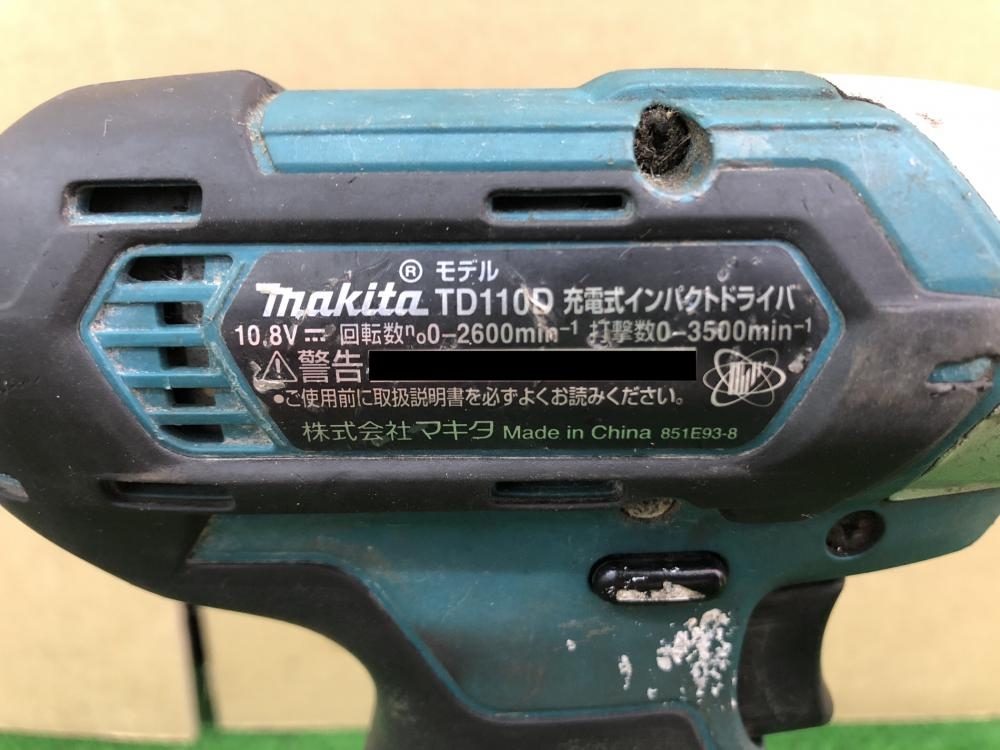 ® モデル
makita TD110D 充電式インパクトドライバ
10.8V⎓ 回転数n₀0-2600min⁻¹ 打撃数0-3500min⁻¹
⚠警告
•ご使用前に取扱説明書を必ずよくお読みください。
株式会社マキタ Made in China 851E93-8